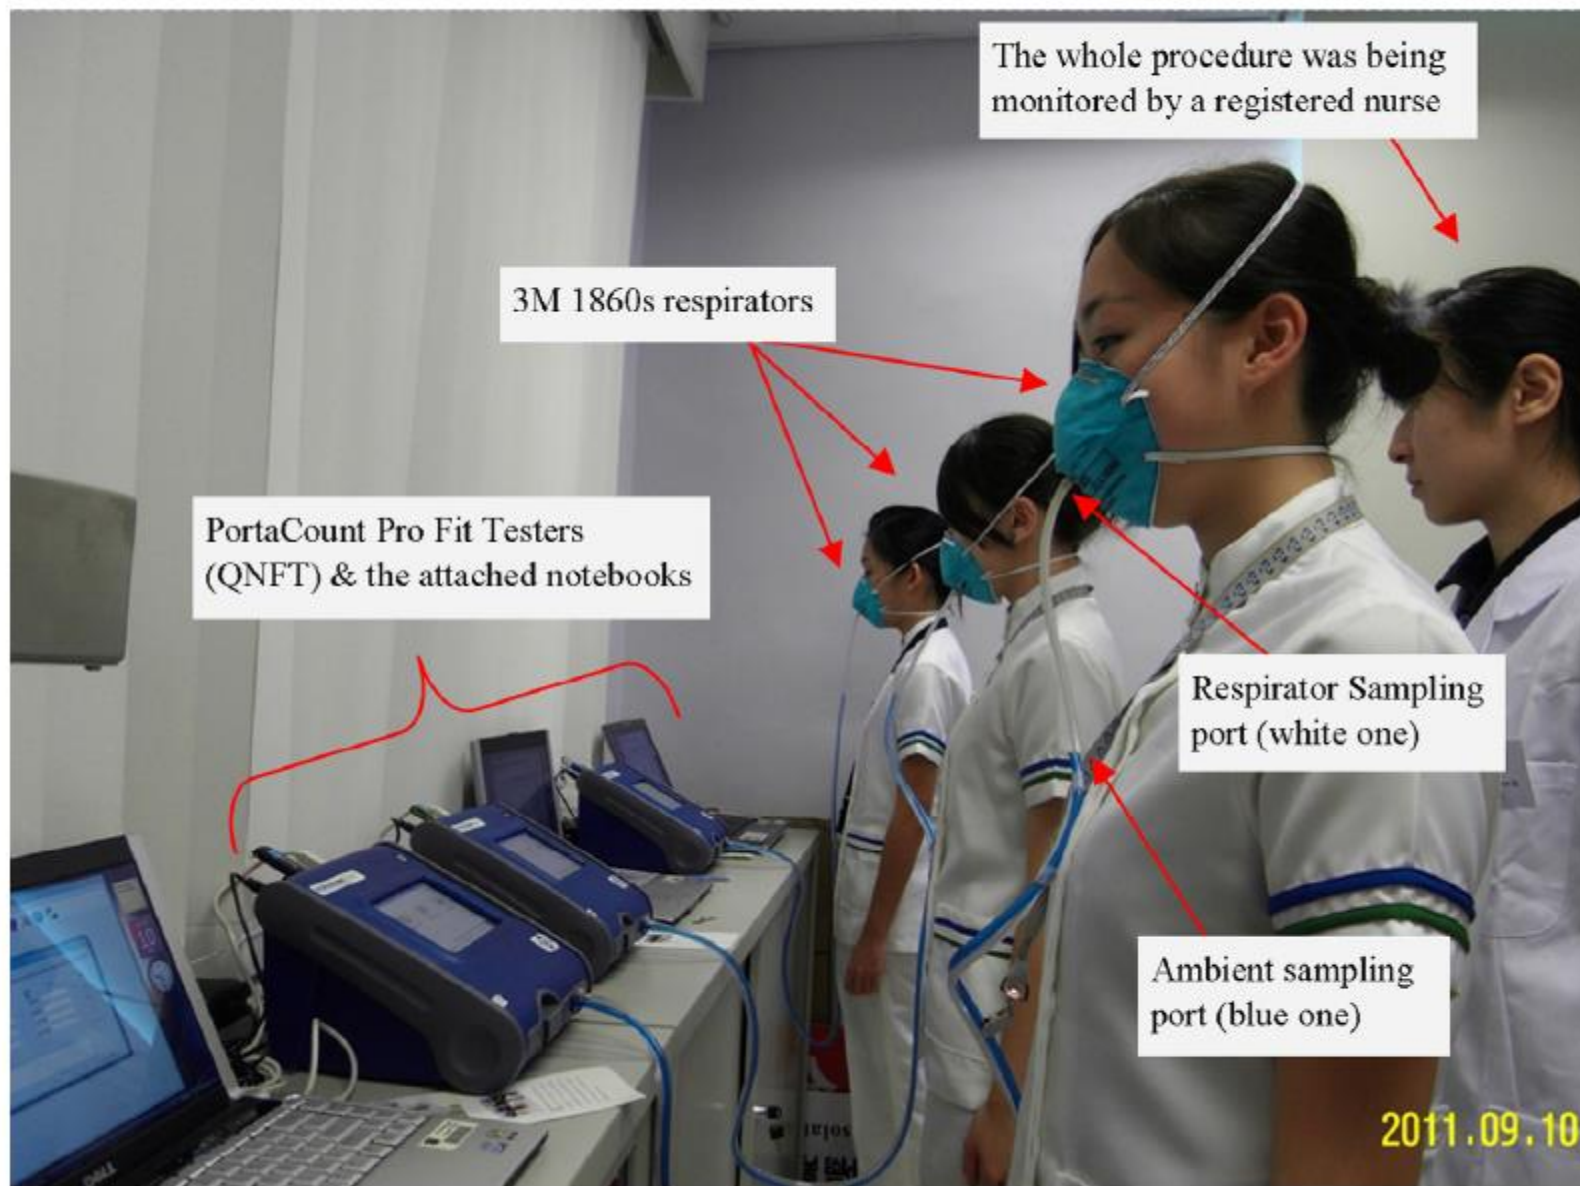 The whole procedure was being
monitored by a registered nurse
3M 1860s respirators
PortaCount Pro Fit Testers
(QNFT) & the attached notebooks
Respirator Sampling
port (white one)
Ambient sampling
port (blue one)
DELL
2011.09.10